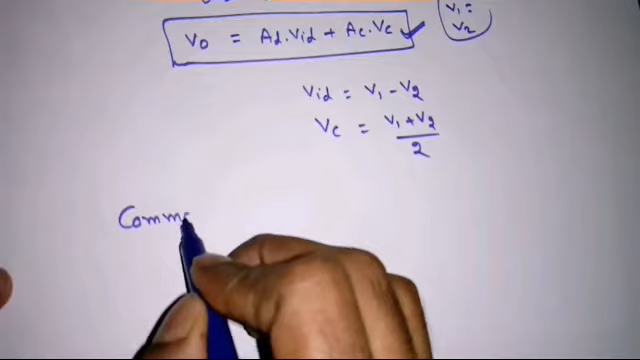 Vo = Ad.Vid + Ac.Vc
V1 =
V2
Vid = V1 - V2
Vc = V1 + V2
2
Comm